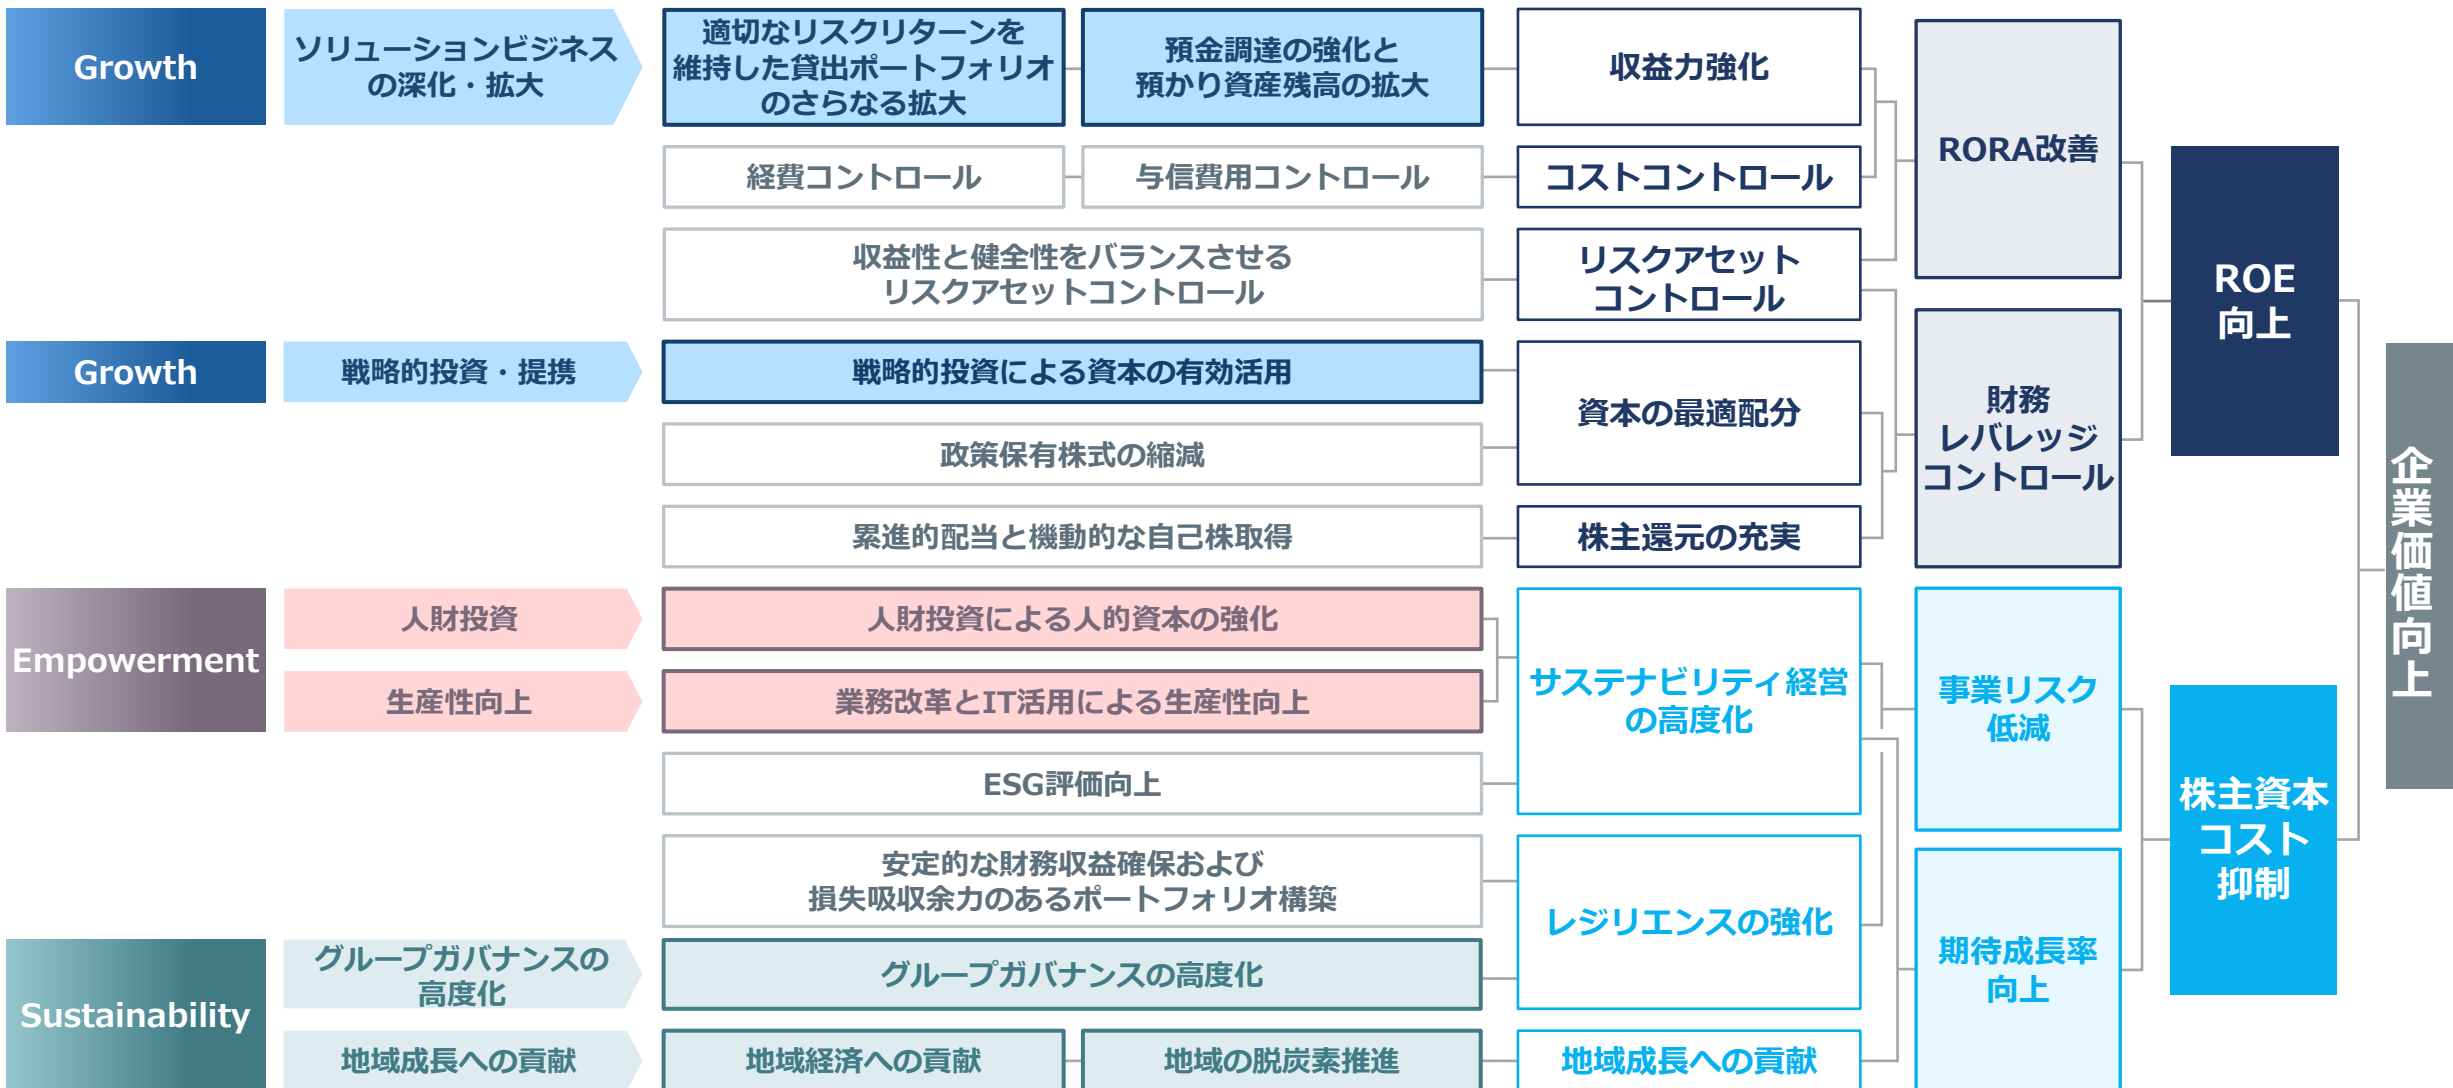 Growth
ソリューションビジネス
の深化・拡大
適切なリスクリターンを
維持した貸出ポートフォリオ
のさらなる拡大
預金調達の強化と
預かり資産残高の拡大
収益力強化
経費コントロール
与信費用コントロール
コストコントロール
収益性と健全性をバランスさせる
リスクアセットコントロール
リスクアセット
コントロール
RORA改善
Growth
戦略的投資・提携
戦略的投資による資本の有効活用
政策保有株式の縮減
資本の最適配分
累進的配当と機動的な自己株取得
株主還元の充実
財務
レバレッジ
コントロール
ROE
向上
Empowerment
人財投資
人財投資による人的資本の強化
生産性向上
業務改革とIT活用による生産性向上
ESG評価向上
サステナビリティ経営
の高度化
事業リスク
低減
安定的な財務収益確保および
損失吸収余力のあるポートフォリオ構築
レジリエンスの強化
Sustainability
グループガバナンスの
高度化
グループガバナンスの高度化
地域成長への貢献
地域経済への貢献
地域の脱炭素推進
地域成長への貢献
期待成長率
向上
株主資本
コスト
抑制
企業価値向上